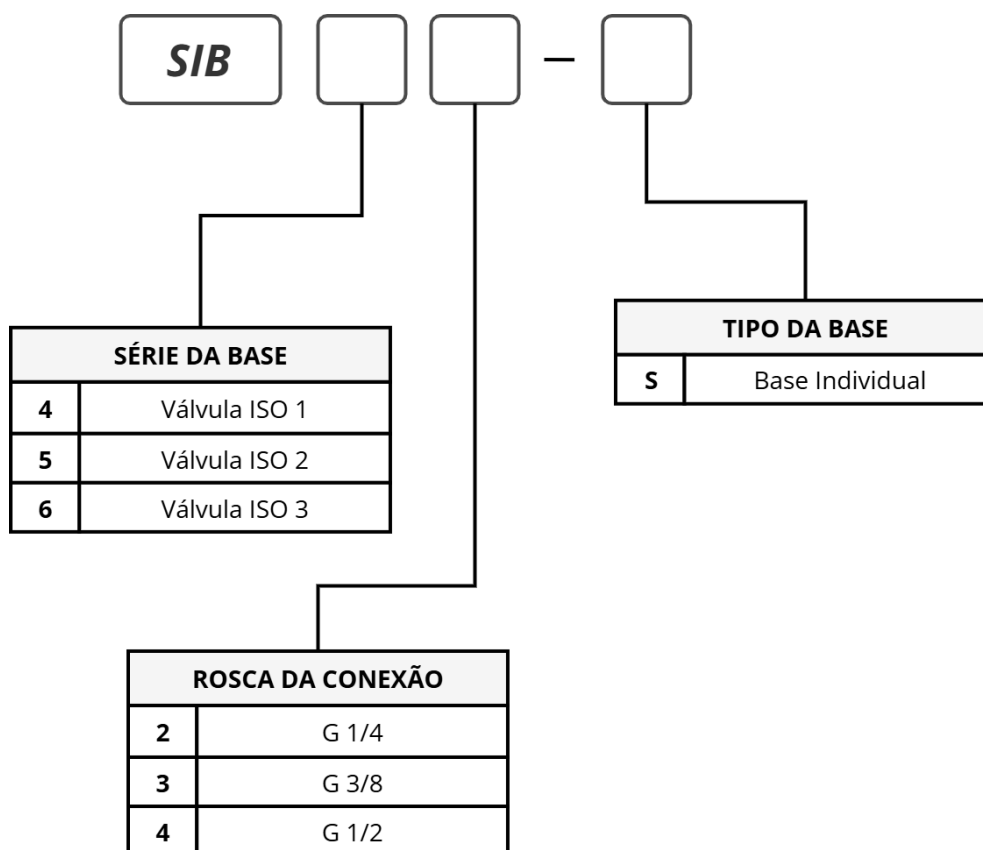 SIB –
SÉRIE DA BASE
4 Válvula ISO 1
5 Válvula ISO 2
6 Válvula ISO 3
TIPO DA BASE
S Base Individual
ROSCA DA CONEXÃO
2 G 1/4
3 G 3/8
4 G 1/2